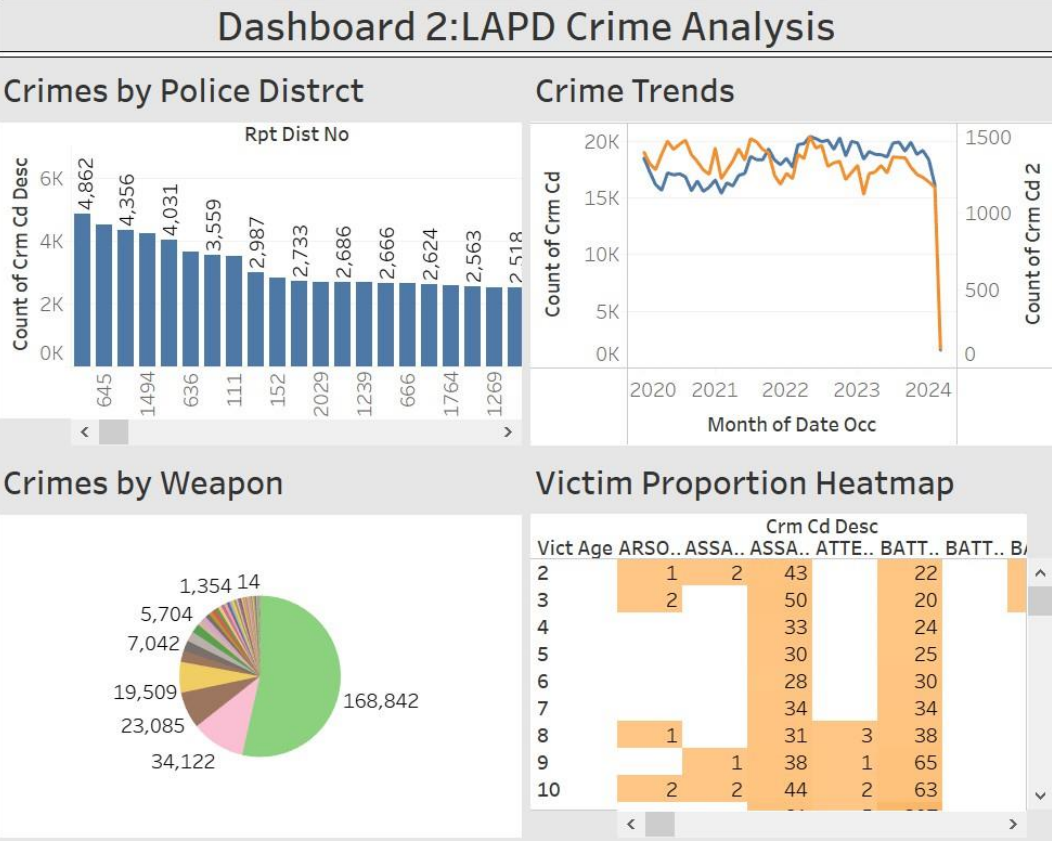 Dashboard 2:LAPD Crime Analysis
Crimes by Police Distrct
Rpt Dist No
Count of Crm Cd Desc
6K
4K
2K
0K
4,862
4,356
4,031
3,559
2,987
2,733
2,686
2,666
2,624
2,563
2,518
645
1494
636
111
152
2029
1239
666
1764
1269
Crime Trends
Count of Crm Cd
20K
15K
10K
5K
0K
1500
1000
500
0
Count of Crm Cd 2
2020 2021 2022 2023 2024
Month of Date Occ
Crimes by Weapon
1,354 14
5,704
7,042
19,509
168,842
23,085
34,122
Victim Proportion Heatmap
Crm Cd Desc
Vict Age ARSO.. ASSA.. ASSA.. ATTE.. BATT.. BATT..
2 1 2 43 22
3 2 50 20
4 33 24
5 30 25
6 28 30
7 34 34
8 1 31 3 38
9 1 38 1 65
10 2 2 44 2 63